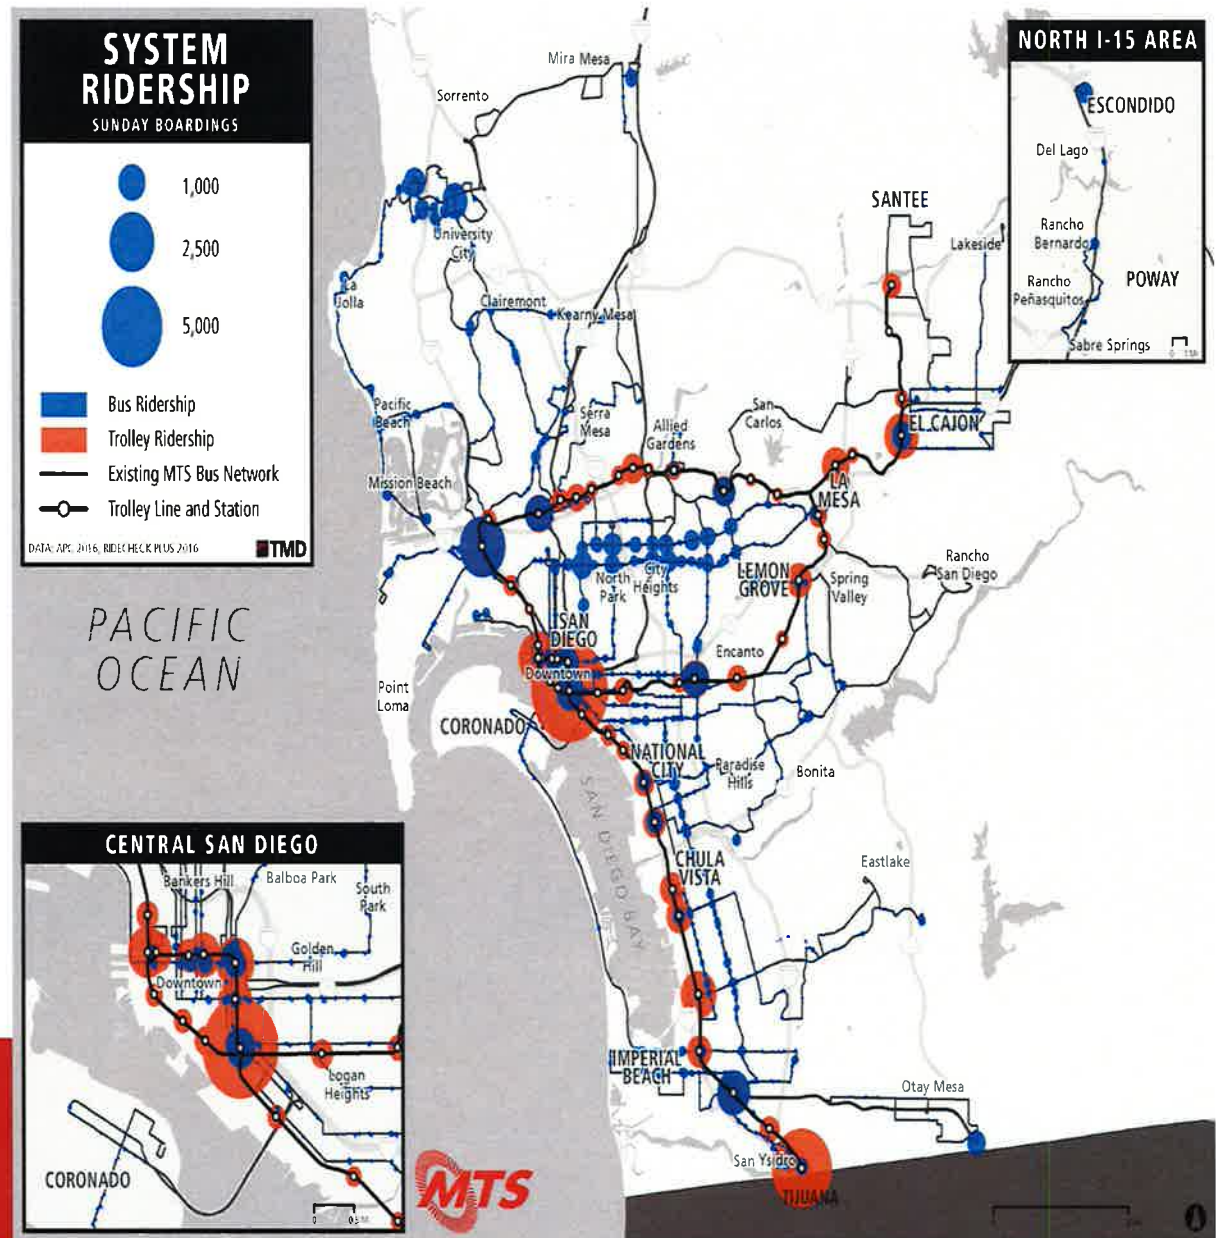 SYSTEM
RIDERSHIP
SUNDAY BOARDINGS
1,000
2,500
5,000
Bus Ridership
Trolley Ridership
Existing MTS Bus Network
Trolley Line and Station
DATA: APC 2016, RIDECHECK PLUS 2016
TMD
NORTH I-15 AREA
ESCONDIDO
Del Lago
Rancho
Bernardo
Rancho
Peñasquitos
POWAY
Sabre Springs
Mira Mesa
Sorrento
University
City
La
Jolla
Clairemont
Kearny Mesa
SANTEE
Lakeside
Pacific
Beach
Serra
Mesa
Allied
Gardens
San
Carlos
EL CAJON
Mission Beach
LA
MESA
North
Park
City
Heights
LEMON
GROVE
Spring
Valley
Rancho
San Diego
PACIFIC
OCEAN
SAN
DIEGO
Downtown
Encanto
Point
Loma
CORONADO
NATIONAL
CITY
Paradise
Hills
Bonita
SAN DIEGO BAY
CHULA
VISTA
Eastlake
IMPERIAL
BEACH
Otay Mesa
San Ysidro
TIJUANA
CENTRAL SAN DIEGO
Bankers Hill
Balboa Park
South
Park
Golden
Hill
Downtown
Logan
Heights
CORONADO
MTS